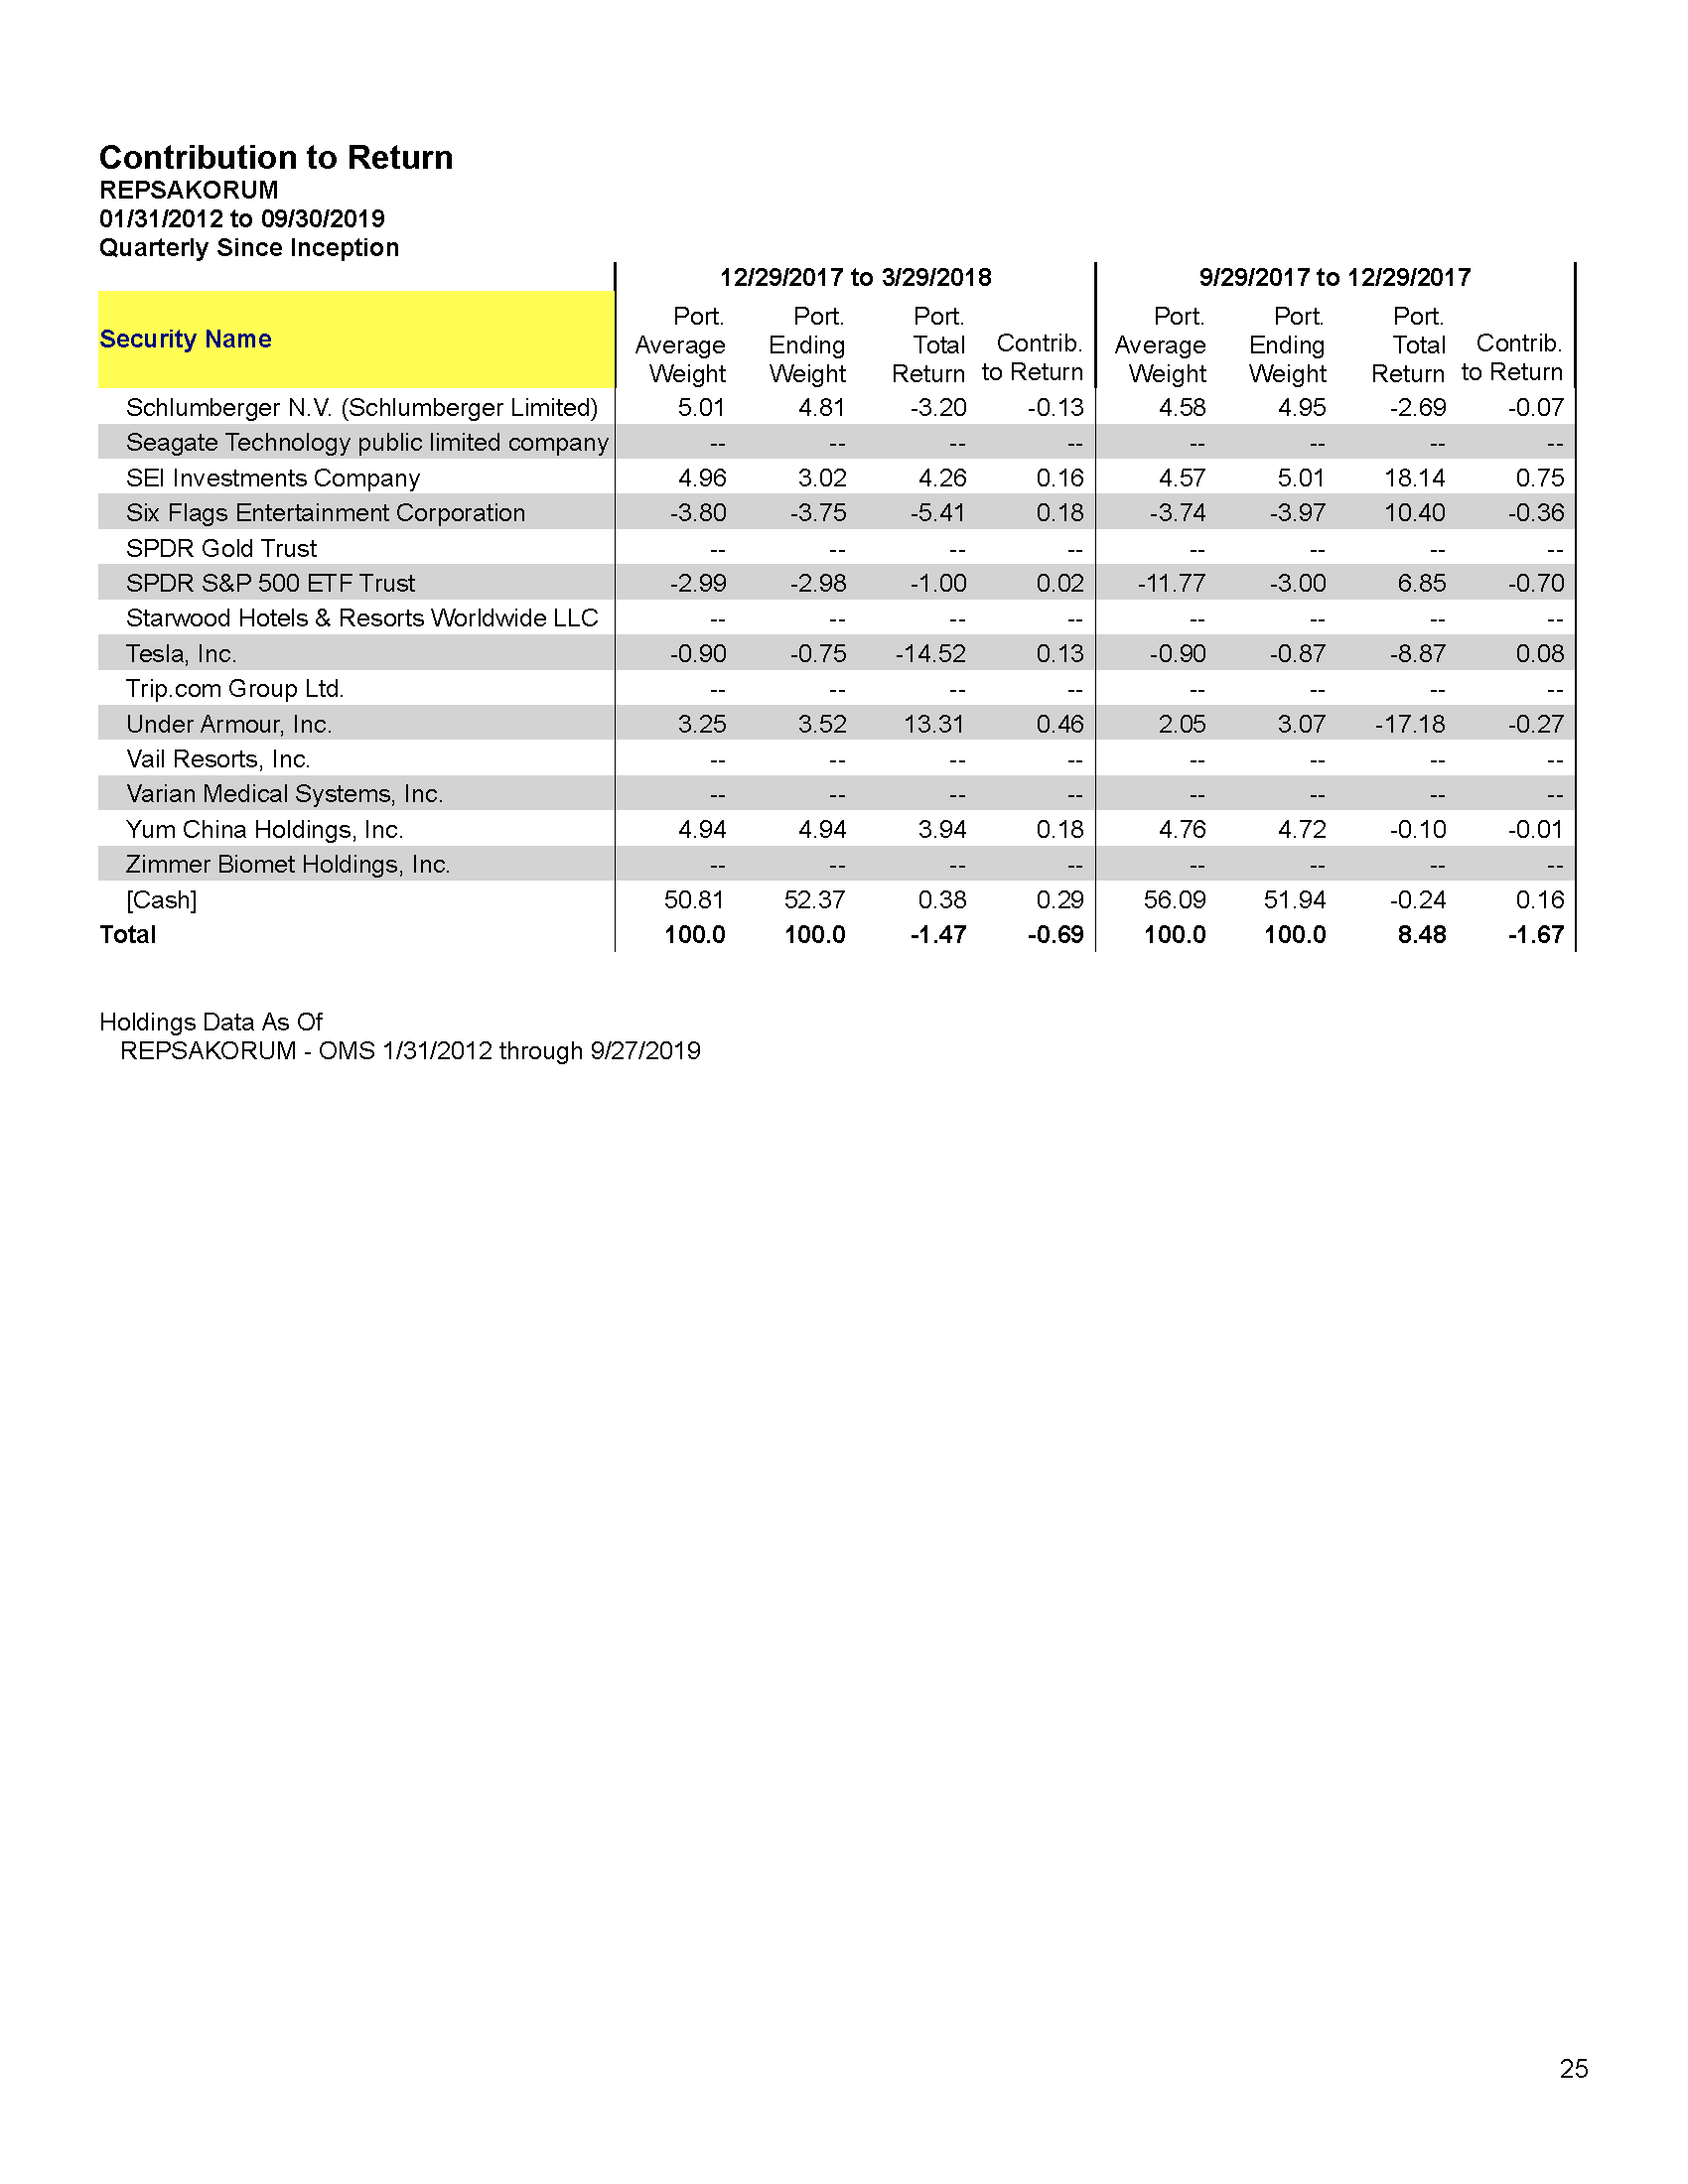 Contribution to Return
REPSAKORUM
01/31/2012 to 09/30/2019
Quarterly Since Inception
12/29/2017 to 3/29/2018 9/29/2017 to 12/29/2017
Security Name Port. Average Weight Port. Ending Weight Port. Total Return Contrib. to Return Port. Average Weight Port. Ending Weight Port. Total Return Contrib. to Return
Schlumberger N.V. (Schlumberger Limited) 5.01 4.81 -3.20 -0.13 4.58 4.95 -2.69 -0.07
Seagate Technology public limited company -- -- -- -- -- -- -- --
SEI Investments Company 4.96 3.02 4.26 0.16 4.57 5.01 18.14 0.75
Six Flags Entertainment Corporation -3.80 -3.75 -5.41 0.18 -3.74 -3.97 10.40 -0.36
SPDR Gold Trust -- -- -- -- -- -- -- --
SPDR S&P 500 ETF Trust -2.99 -2.98 -1.00 0.02 -11.77 -3.00 6.85 -0.70
Starwood Hotels & Resorts Worldwide LLC -- -- -- -- -- -- -- --
Tesla, Inc. -0.90 -0.75 -14.52 0.13 -0.90 -0.87 -8.87 0.08
Trip.com Group Ltd. -- -- -- -- -- -- -- --
Under Armour, Inc. 3.25 3.52 13.31 0.46 2.05 3.07 -17.18 -0.27
Vail Resorts, Inc. -- -- -- -- -- -- -- --
Varian Medical Systems, Inc. -- -- -- -- -- -- -- --
Yum China Holdings, Inc. 4.94 4.94 3.94 0.18 4.76 4.72 -0.10 -0.01
Zimmer Biomet Holdings, Inc. -- -- -- -- -- -- -- --
[Cash] 50.81 52.37 0.38 0.29 56.09 51.94 -0.24 0.16
Total 100.0 100.0 -1.47 -0.69 100.0 100.0 8.48 -1.67
Holdings Data As Of
REPSAKORUM - OMS 1/31/2012 through 9/27/2019
25